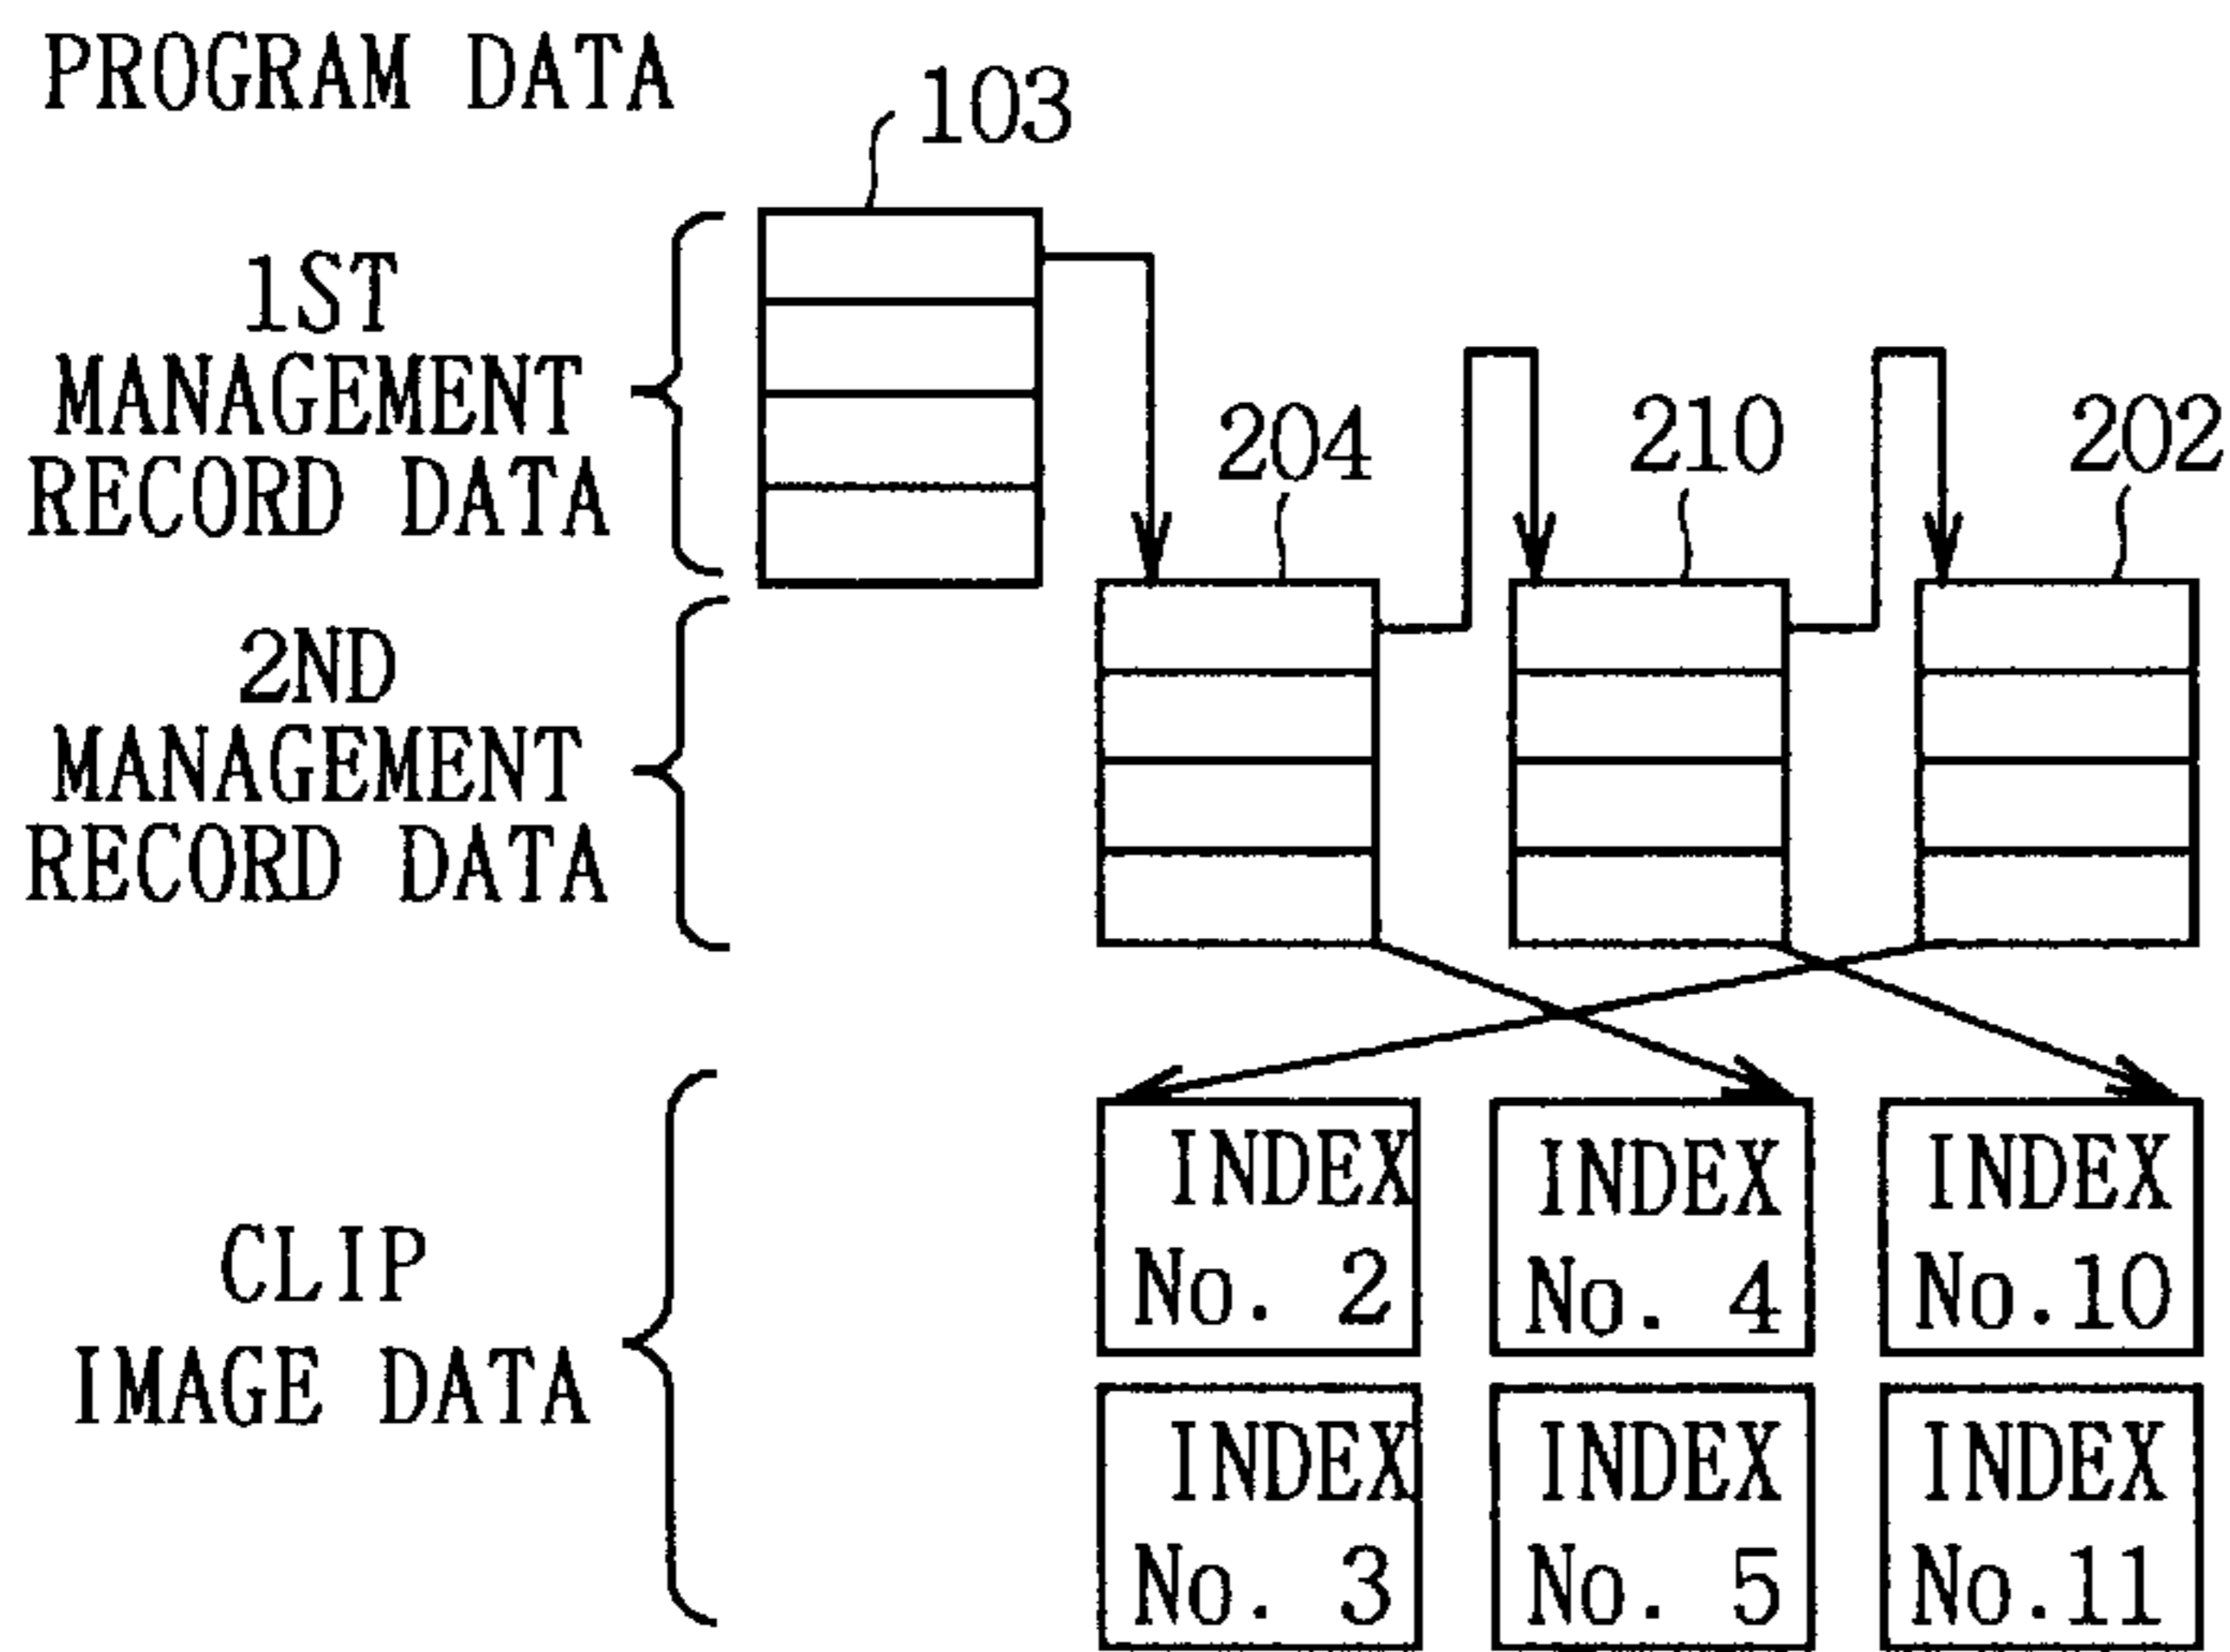 PROGRAM DATA
103
1ST
MANAGEMENT
RECORD DATA
204
210
202
2ND
MANAGEMENT
RECORD DATA
CLIP
IMAGE DATA
INDEX
No. 2
INDEX
No. 4
INDEX
No.10
INDEX
No. 3
INDEX
No. 5
INDEX
No.11